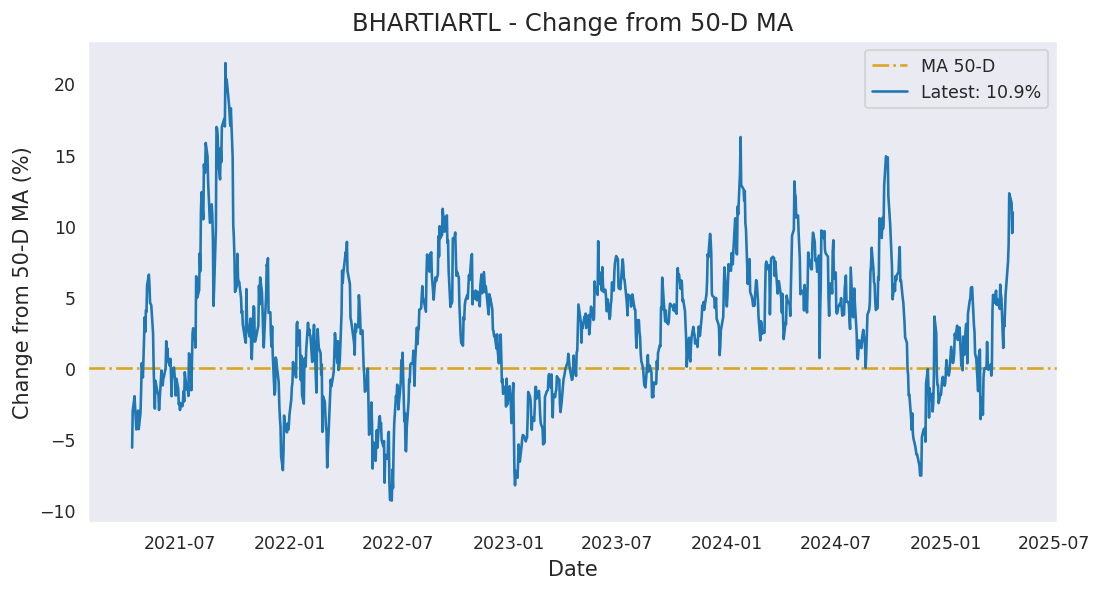 BHARTIARTL - Change from 50-D MA
MA 50-D
Latest: 10.9%
Change from 50-D MA (%)
20
15
10
5
0
−5
−10
2021-07 2022-01 2022-07 2023-01 2023-07 2024-01 2024-07 2025-01 2025-07
Date